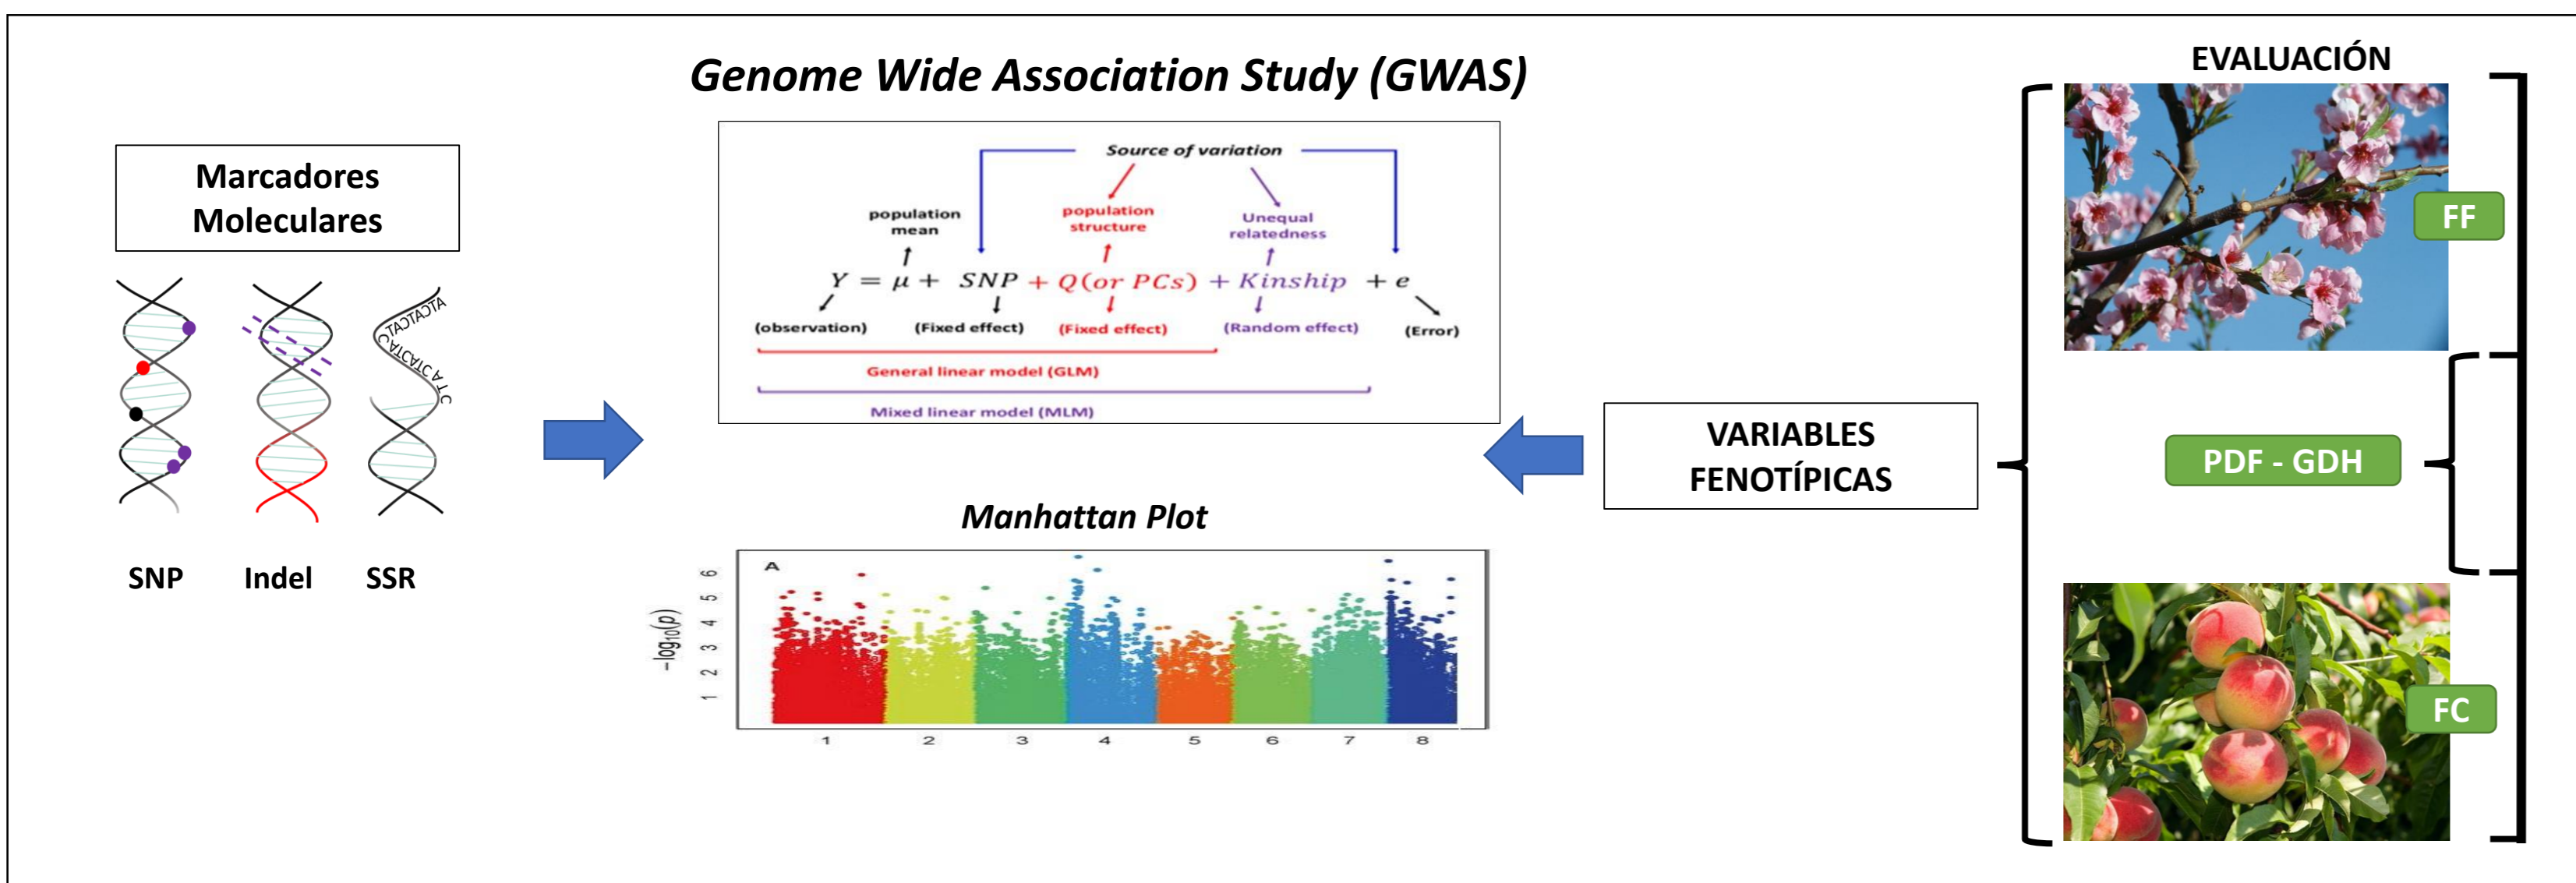 Genome Wide Association Study (GWAS)
Marcadores
Moleculares
SNP
Indel
SSR
Source of variation
population
mean
population
structure
Unequal
relatedness
Y = μ + SNP + Q(or PCs) + Kinship + e
(observation)
(Fixed effect)
(Fixed effect)
(Random effect)
(Error)
General linear model (GLM)
Mixed linear model (MLM)
Manhattan Plot
A
-log₁₀(p)
6
5
4
3
2
1
1 2 3 4 5 6 7 8
VARIABLES
FENOTÍPICAS
EVALUACIÓN
FF
PDF - GDH
FC